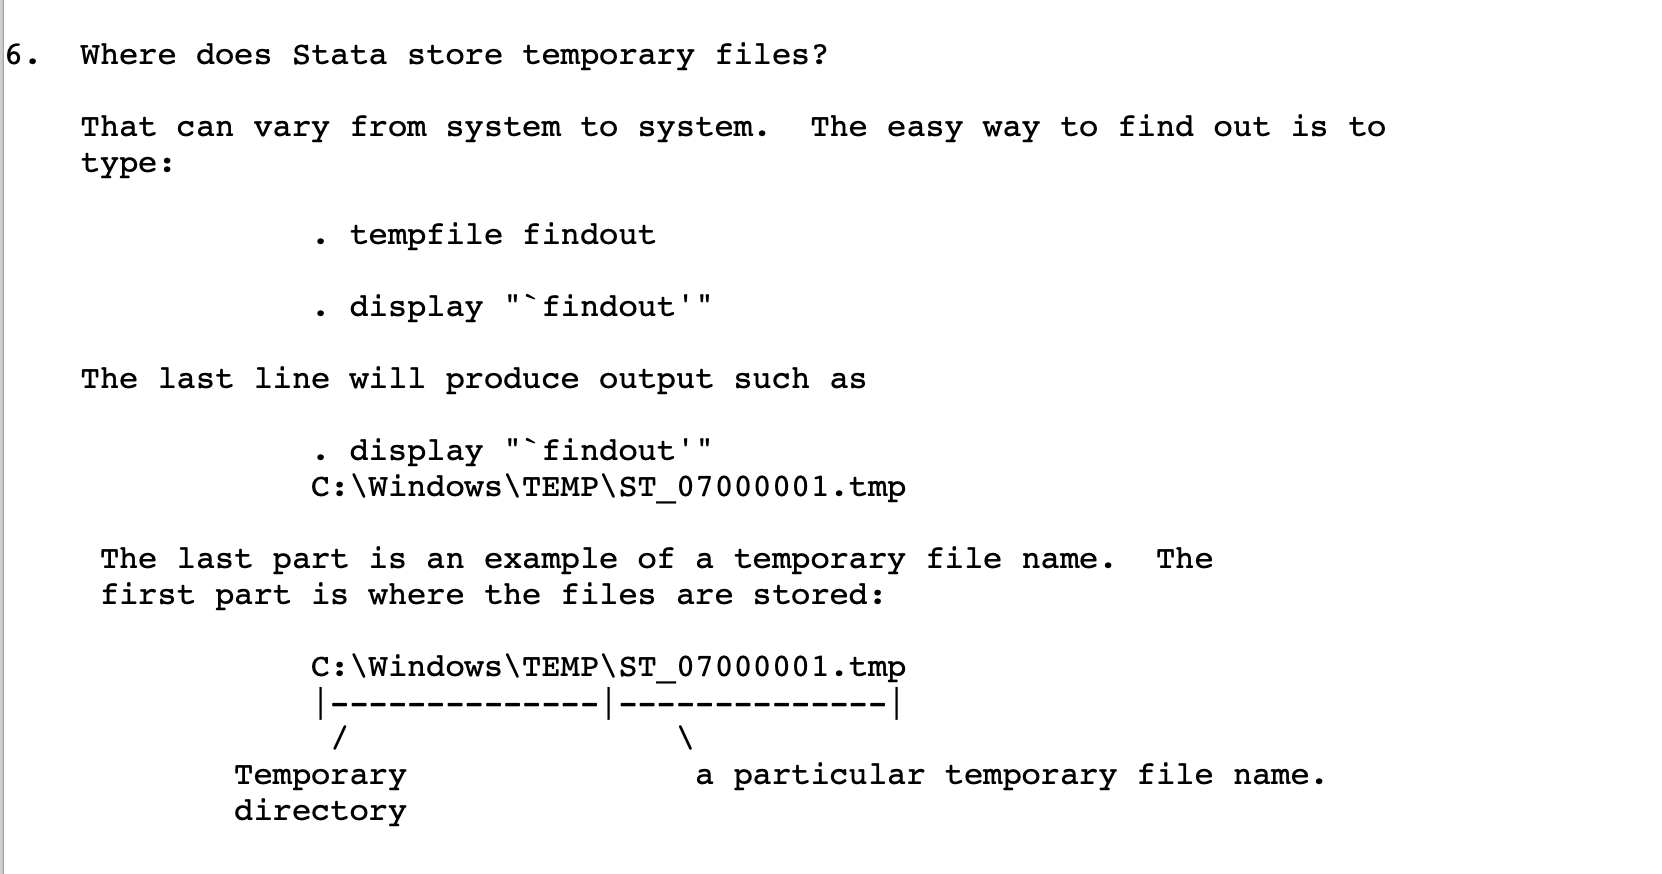 6.  Where does Stata store temporary files?
That can vary from system to system.  The easy way to find out is to
type:
. tempfile findout
. display "`findout'"
The last line will produce output such as
. display "`findout'"
C:\Windows\TEMP\ST_07000001.tmp
The last part is an example of a temporary file name.  The
first part is where the files are stored:
C:\Windows\TEMP\ST_07000001.tmp
|--------------|--------------|
/                 \
Temporary               a particular temporary file name.
directory